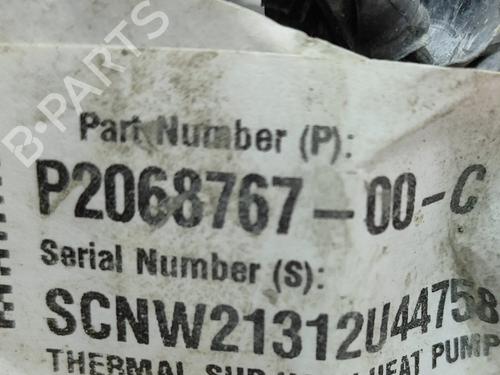 B-PARTS
Part Number (P):
P2068767-00-C
Serial Number (S):
SCNW21312U44758
THERMAL HEAT PUMP